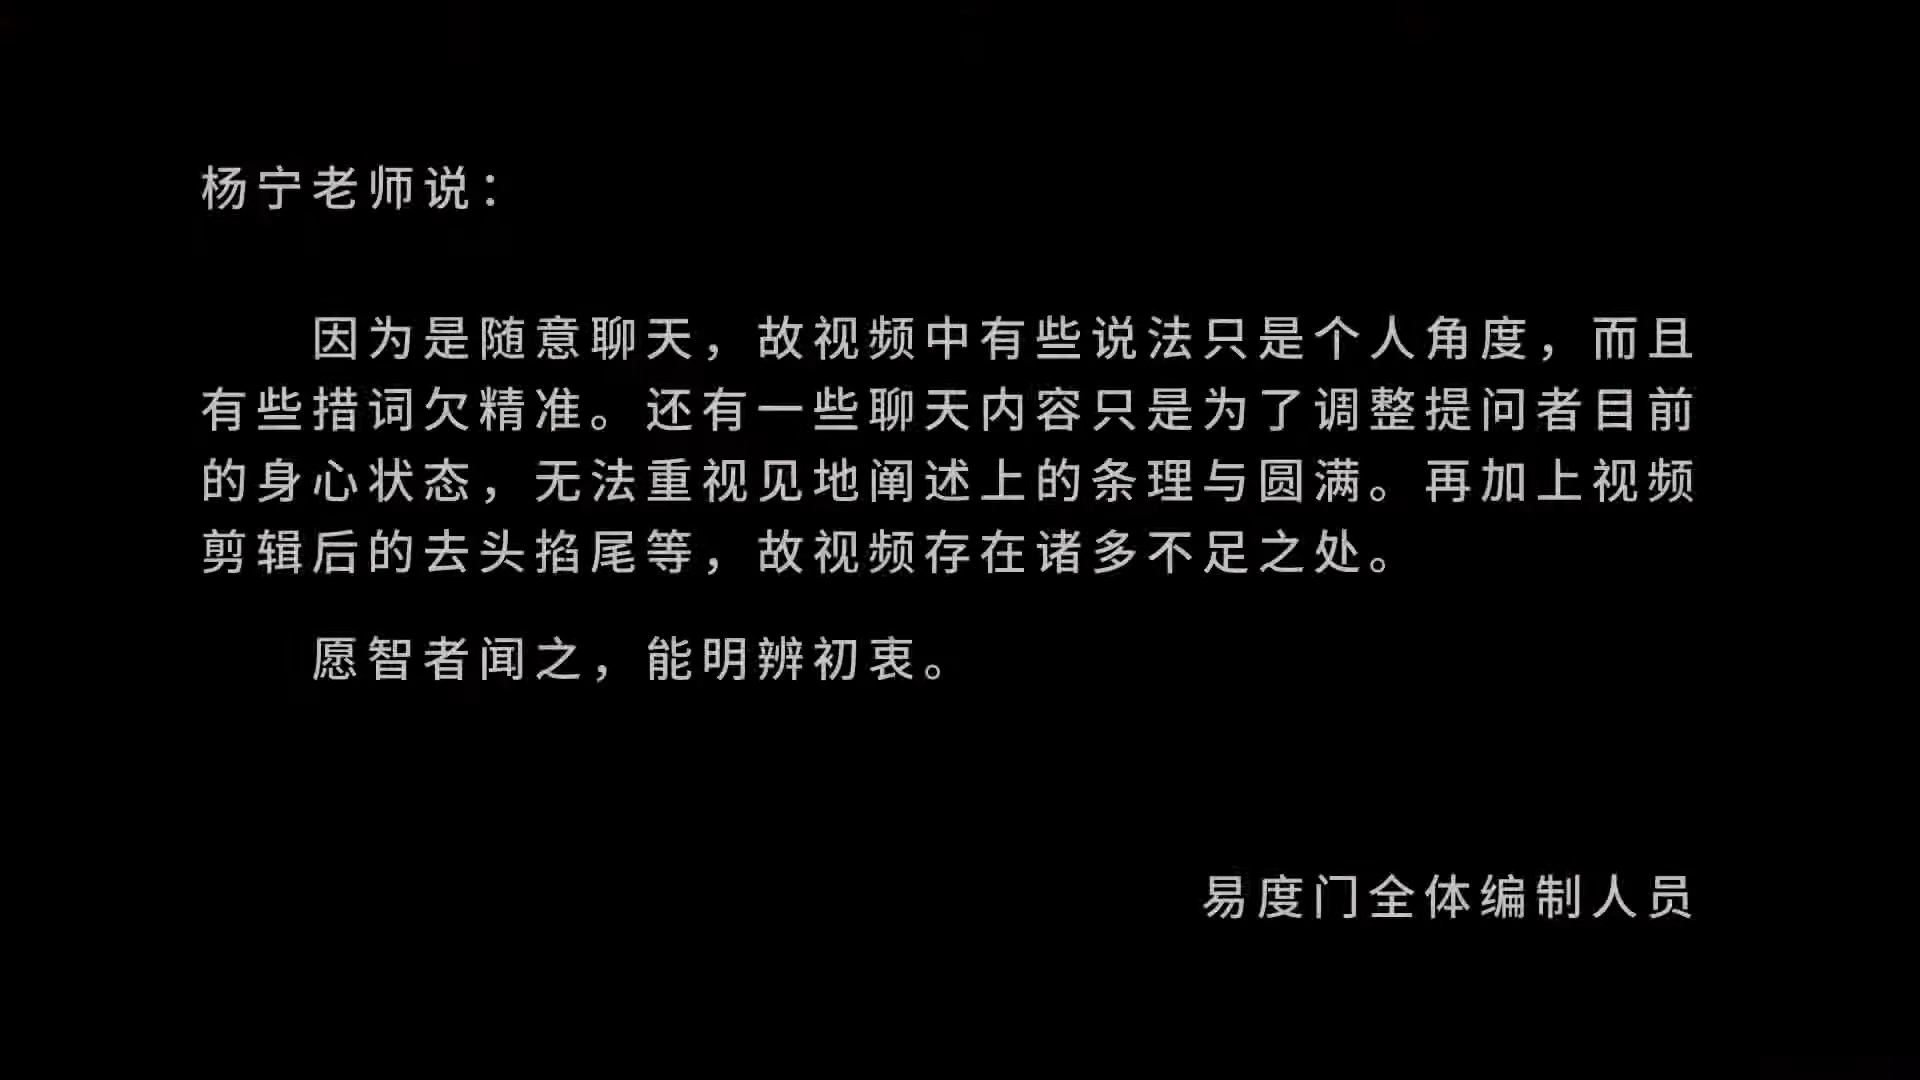 杨宁老师说：
因为是随意聊天，故视频中有些说法只是个人角度，而且
有些措词欠精准。还有一些聊天内容只是为了调整提问者目前
的身心状态，无法重视见地阐述上的条理与圆满。再加上视频
剪辑后的去头掐尾等，故视频存在诸多不足之处。
愿智者闻之，能明辨初衷。
易度门全体编制人员